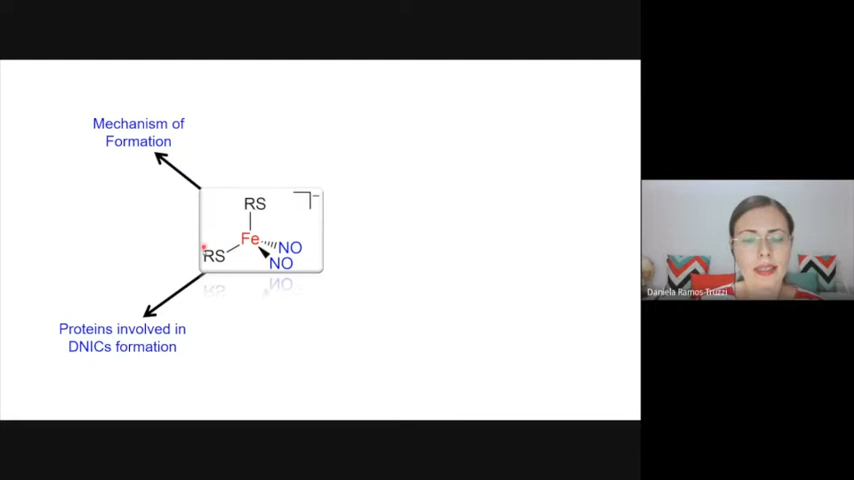 Mechanism of
Formation
RS
Fe
NO
RS
NO
Proteins involved in
DNICs formation
Daniela Ramos-Truzzi